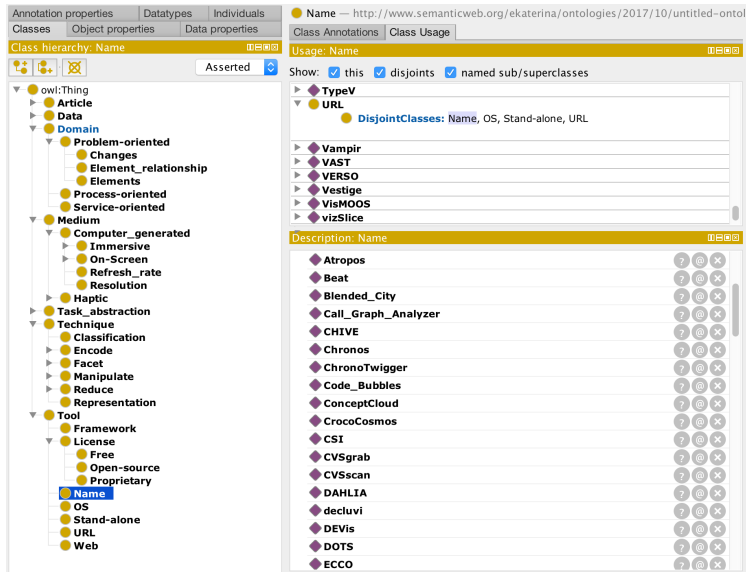 Annotation properties Datatypes Individuals
Classes Object properties Data properties
Class hierarchy: Name
Asserted
owl:Thing
Article
Data
Domain
Problem-oriented
Changes
Element_relationship
Elements
Process-oriented
Service-oriented
Medium
Computer_generated
Immersive
On-Screen
Refresh_rate
Resolution
Haptic
Task_abstraction
Technique
Classification
Encode
Facet
Manipulate
Reduce
Representation
Tool
Framework
License
Free
Open-source
Proprietary
Name
OS
Stand-alone
URL
Web
Name — http://www.semanticweb.org/ekaterina/ontologies/2017/10/untitled-ontol
Class Annotations Class Usage
Usage: Name
Show: this disjoints named sub/superclasses
TypeV
URL
DisjointClasses: Name, OS, Stand-alone, URL
Vampir
VAST
VERSO
Vestige
VisMOOS
vizSlice
Description: Name
Atropos ? @ ×
Beat ? @ ×
Blended_City ? @ ×
Call_Graph_Analyzer ? @ ×
CHIVE ? @ ×
Chronos ? @ ×
ChronoTwigger ? @ ×
Code_Bubbles ? @ ×
ConceptCloud ? @ ×
CrocoCosmos ? @ ×
CSI ? @ ×
CVSgrab ? @ ×
CVSscan ? @ ×
DAHLIA ? @ ×
decluvi ? @ ×
DEVis ? @ ×
DOTS ? @ ×
ECCO ? @ ×